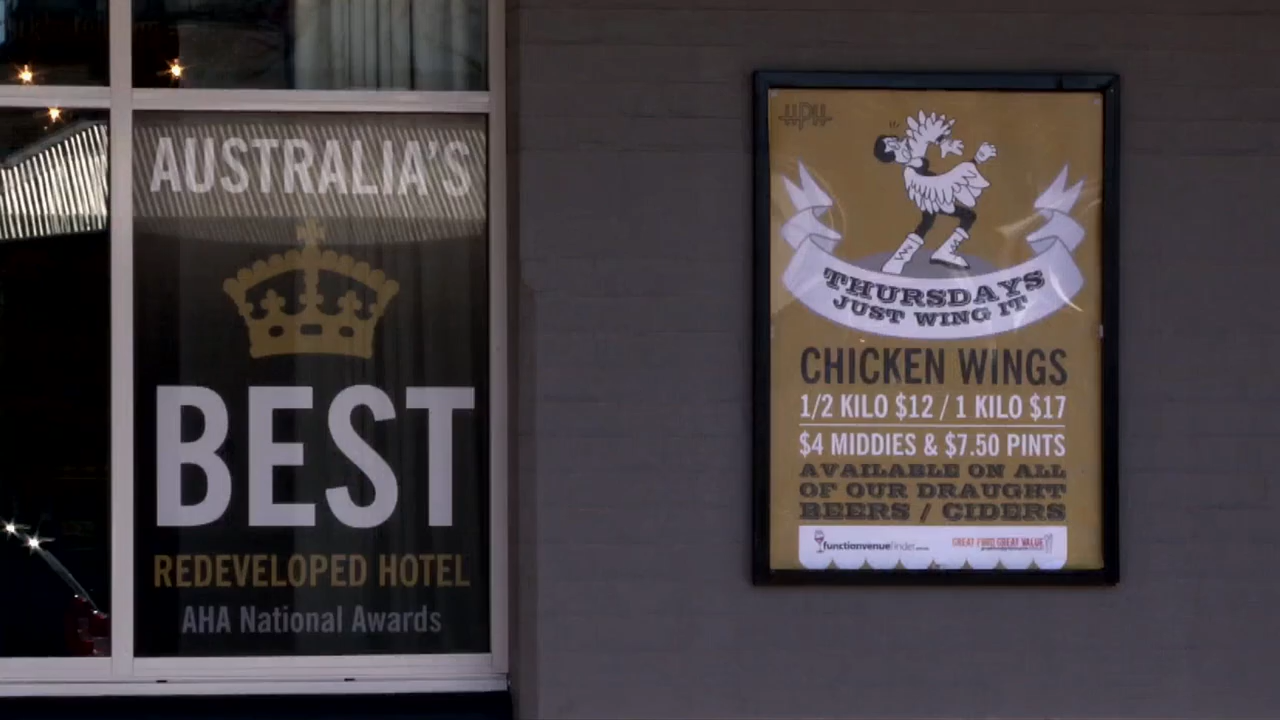 AUSTRALIA'S
BEST
REDEVELOPED HOTEL
AHA National Awards
THURSDAYS
JUST WING IT
CHICKEN WINGS
1/2 KILO $12 / 1 KILO $17
$4 MIDDIES & $7.50 PINTS
AVAILABLE ON ALL
OF OUR DRAUGHT
BEERS / CIDERS
functionvenuefinder
GREAT FOOD GREAT VALUE